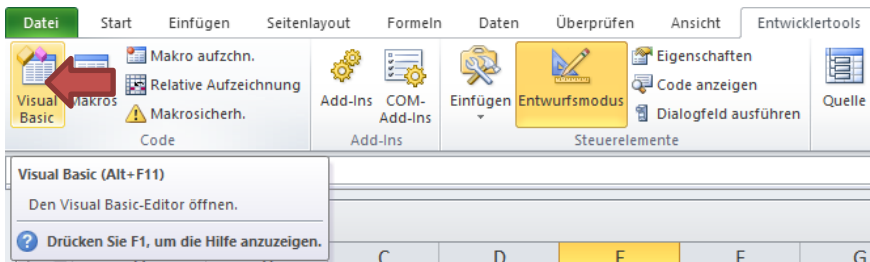 Datei Start Einfügen Seitenlayout Formeln Daten Überprüfen Ansicht Entwicklertools
Visual Basic
Makros
Makro aufzchn.
Relative Aufzeichnung
Makrosicherh.
Code
Add-Ins
COM-
Add-Ins
Add-Ins
Einfügen
Entwurfsmodus
Eigenschaften
Code anzeigen
Dialogfeld ausführen
Steuerelemente
Quelle
Visual Basic (Alt+F11)
Den Visual Basic-Editor öffnen.
Drücken Sie F1, um die Hilfe anzuzeigen.
C D E F G